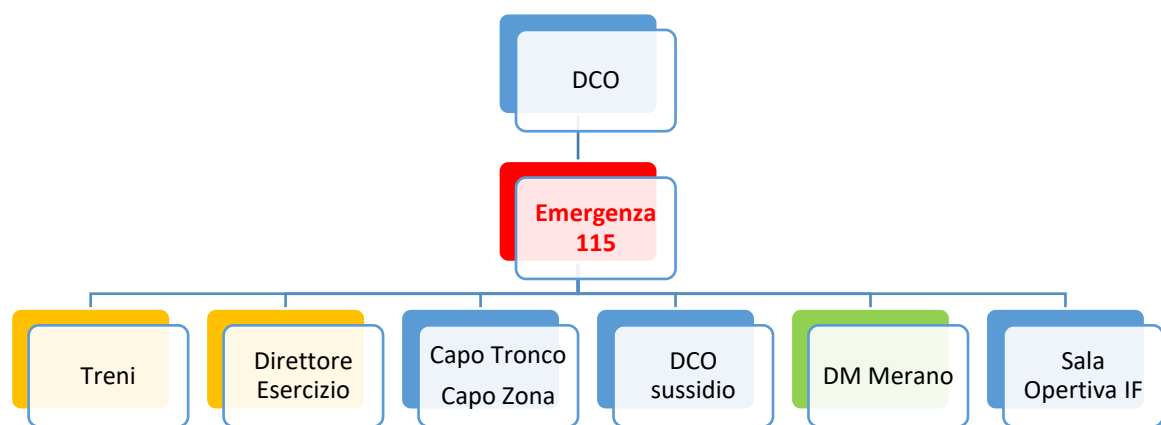 DCO
Emergenza
115
Treni
Direttore
Esercizio
Capo Tronco
Capo Zona
DCO
sussidio
DM Merano
Sala
Opertiva IF